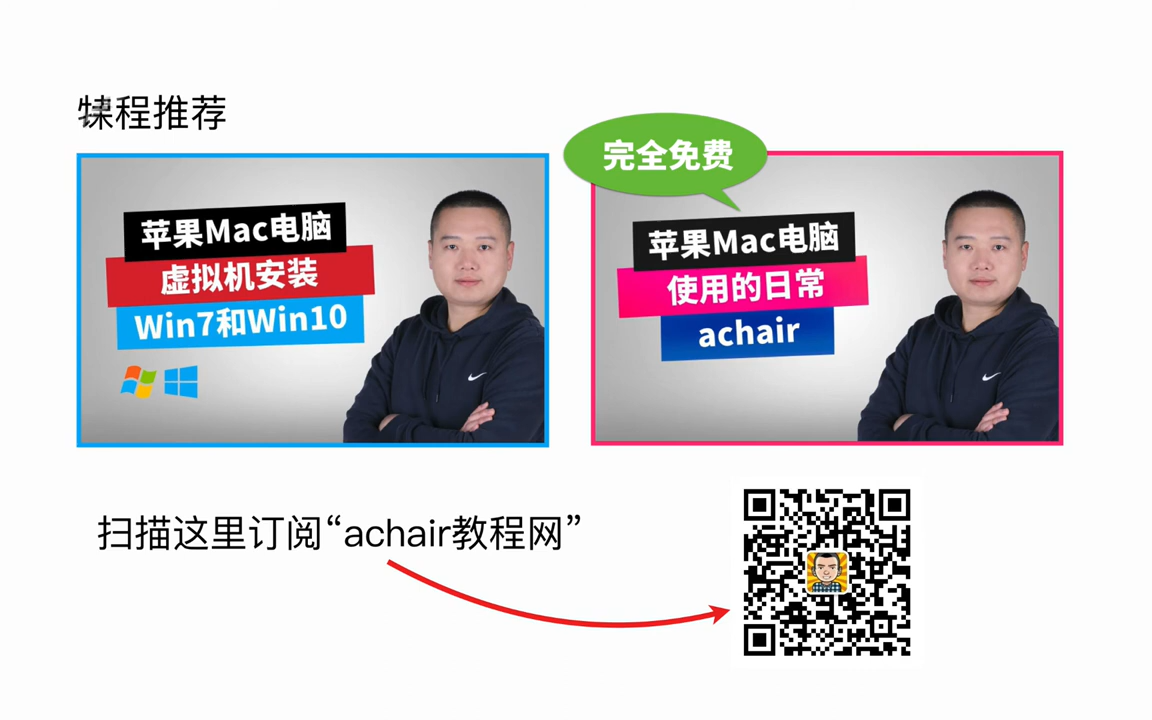 课程推荐
完全免费
苹果Mac电脑
虚拟机安装
Win7和Win10
苹果Mac电脑
使用的日常
achair
扫描这里订阅“achair教程网”